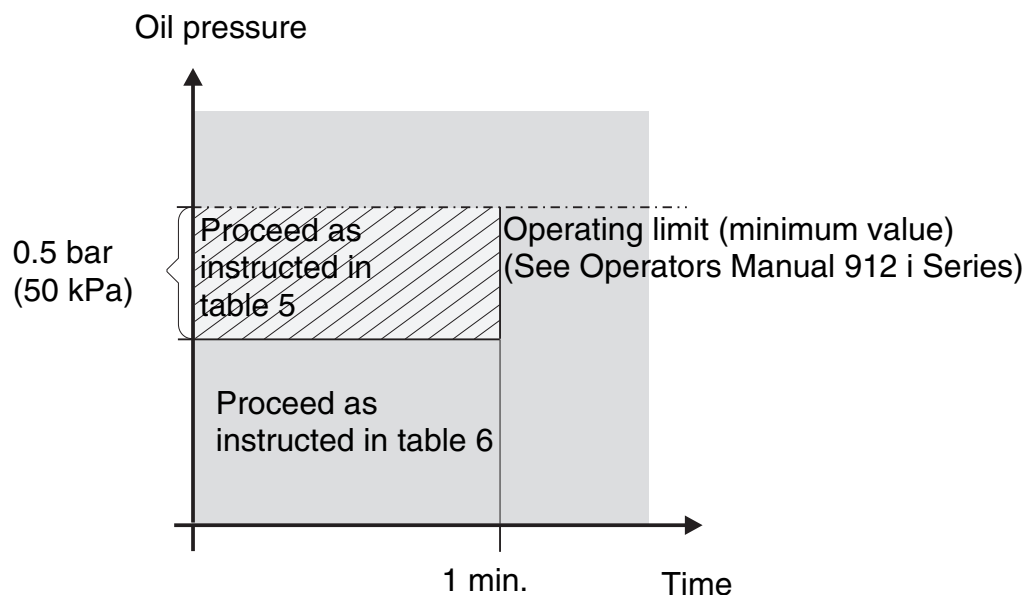 Oil pressure
0.5 bar
(50 kPa)
Proceed as
instructed in
table 5
Operating limit (minimum value)
(See Operators Manual 912 i Series)
Proceed as
instructed in table 6
1 min.
Time